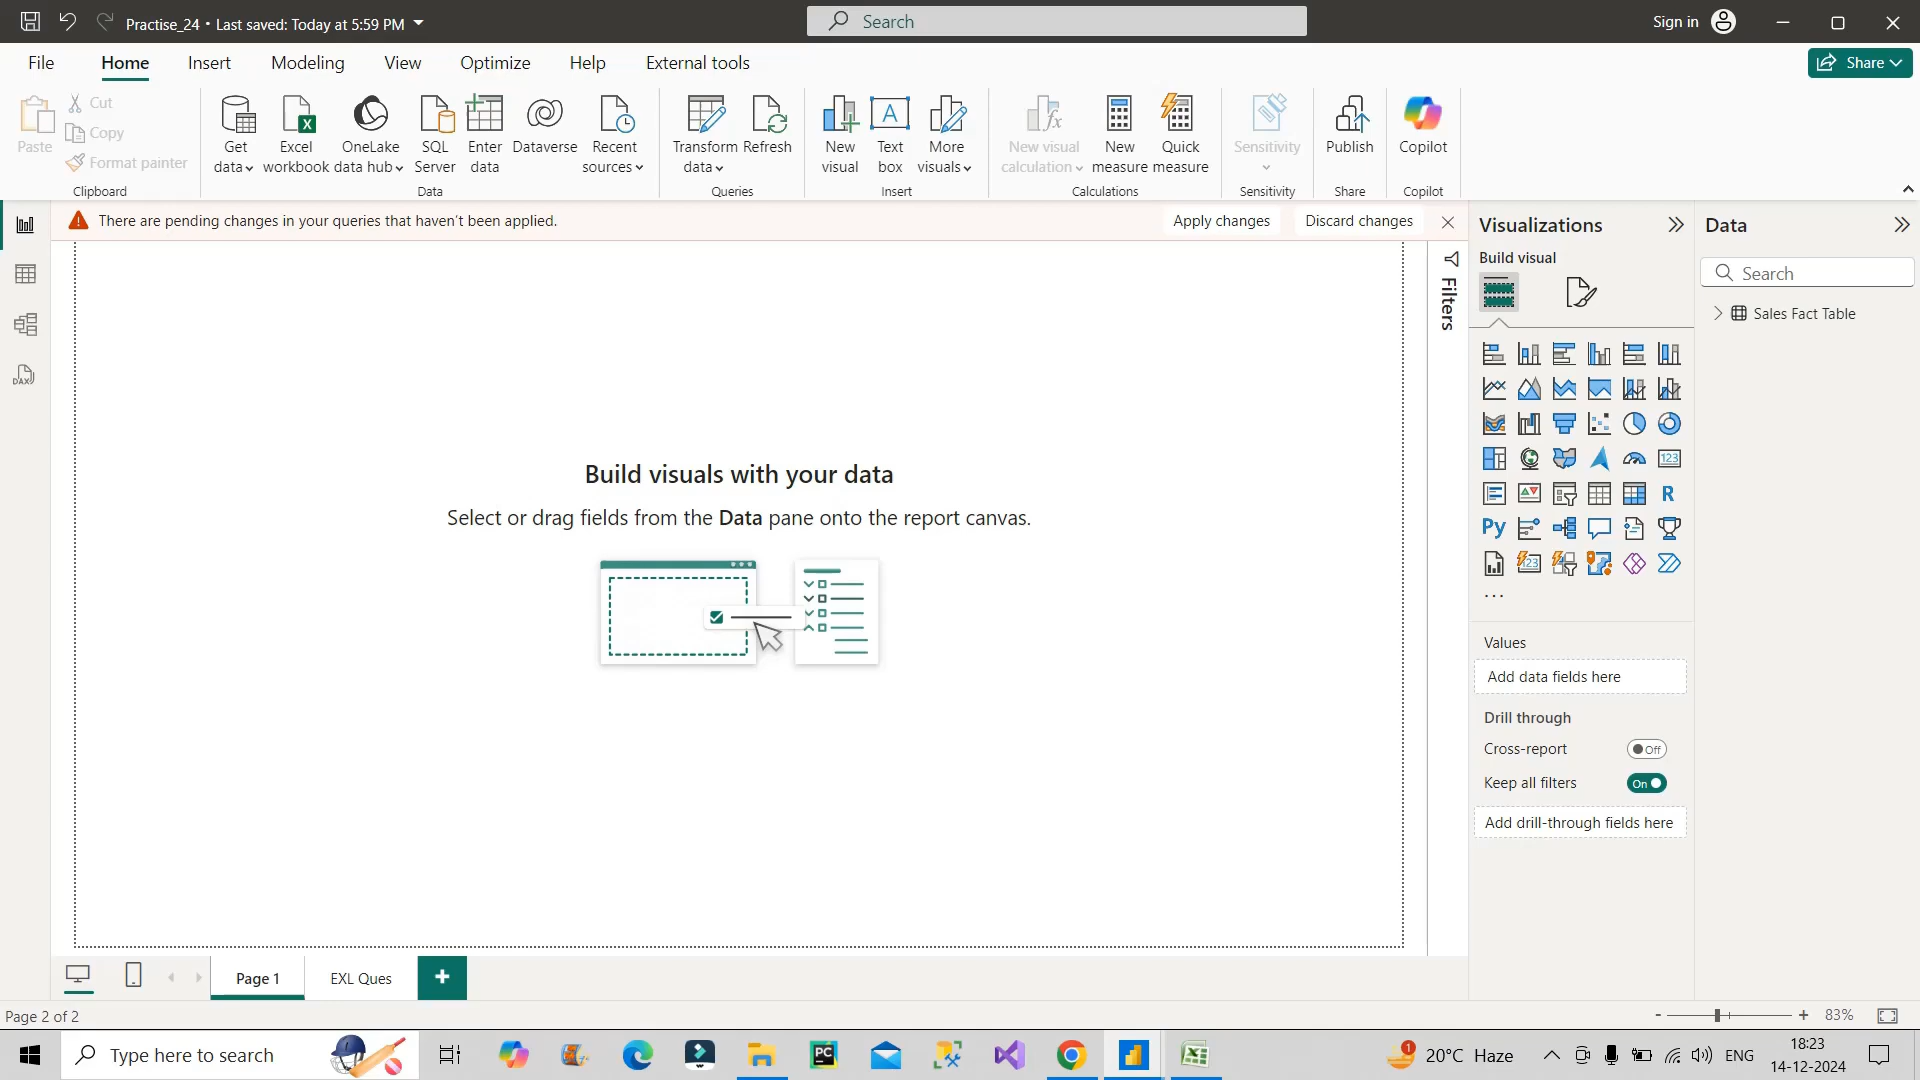 Practise_24 • Last saved: Today at 5:59 PM
Search
Sign in
File
Home
Insert
Modeling
View
Optimize
Help
External tools
Share
Paste
Cut
Copy
Format painter
Clipboard
Get data
Excel workbook
OneLake data hub
SQL Server
Enter data
Dataverse
Recent sources
Data
Transform data
Refresh
Queries
New visual
Text box
More visuals
Insert
New visual calculation
New measure
Quick measure
Calculations
Sensitivity
Sensitivity
Publish
Share
Copilot
Copilot
There are pending changes in your queries that haven't been applied.
Apply changes
Discard changes
Filters
Visualizations
Build visual
Data
Search
Sales Fact Table
DAX
Build visuals with your data
Select or drag fields from the Data pane onto the report canvas.
123
R
Py
123
...
Values
Add data fields here
Drill through
Cross-report
Off
Keep all filters
On
Add drill-through fields here
Page 1
EXL Ques
+
Page 2 of 2
- + 83%
Type here to search
PC
1
20°C Haze
ENG
18:23
14-12-2024